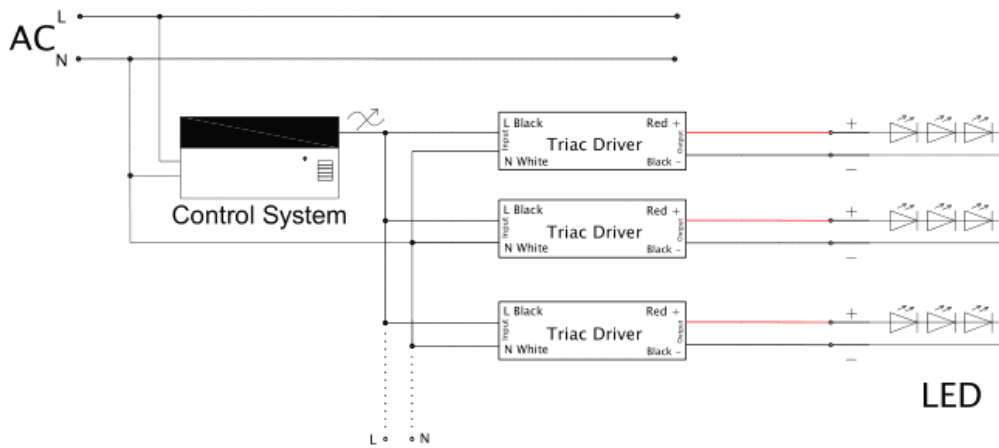 AC
L
N
Control System
L Black
Red +
Input
Triac Driver
Output
N White
Black -
+
−
L Black
Red +
Input
Triac Driver
Output
N White
Black -
+
−
L Black
Red +
Input
Triac Driver
Output
N White
Black -
+
−
LED
L
N